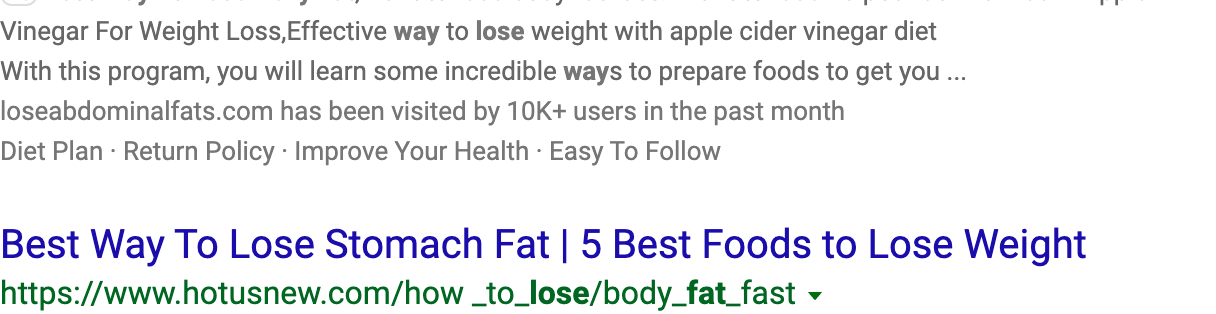 Vinegar For Weight Loss,Effective way to lose weight with apple cider vinegar diet
With this program, you will learn some incredible ways to prepare foods to get you ...
loseabdominalfats.com has been visited by 10K+ users in the past month
Diet Plan · Return Policy · Improve Your Health · Easy To Follow
Best Way To Lose Stomach Fat | 5 Best Foods to Lose Weight
https://www.hotusnew.com/how _to_lose/body_fat_fast